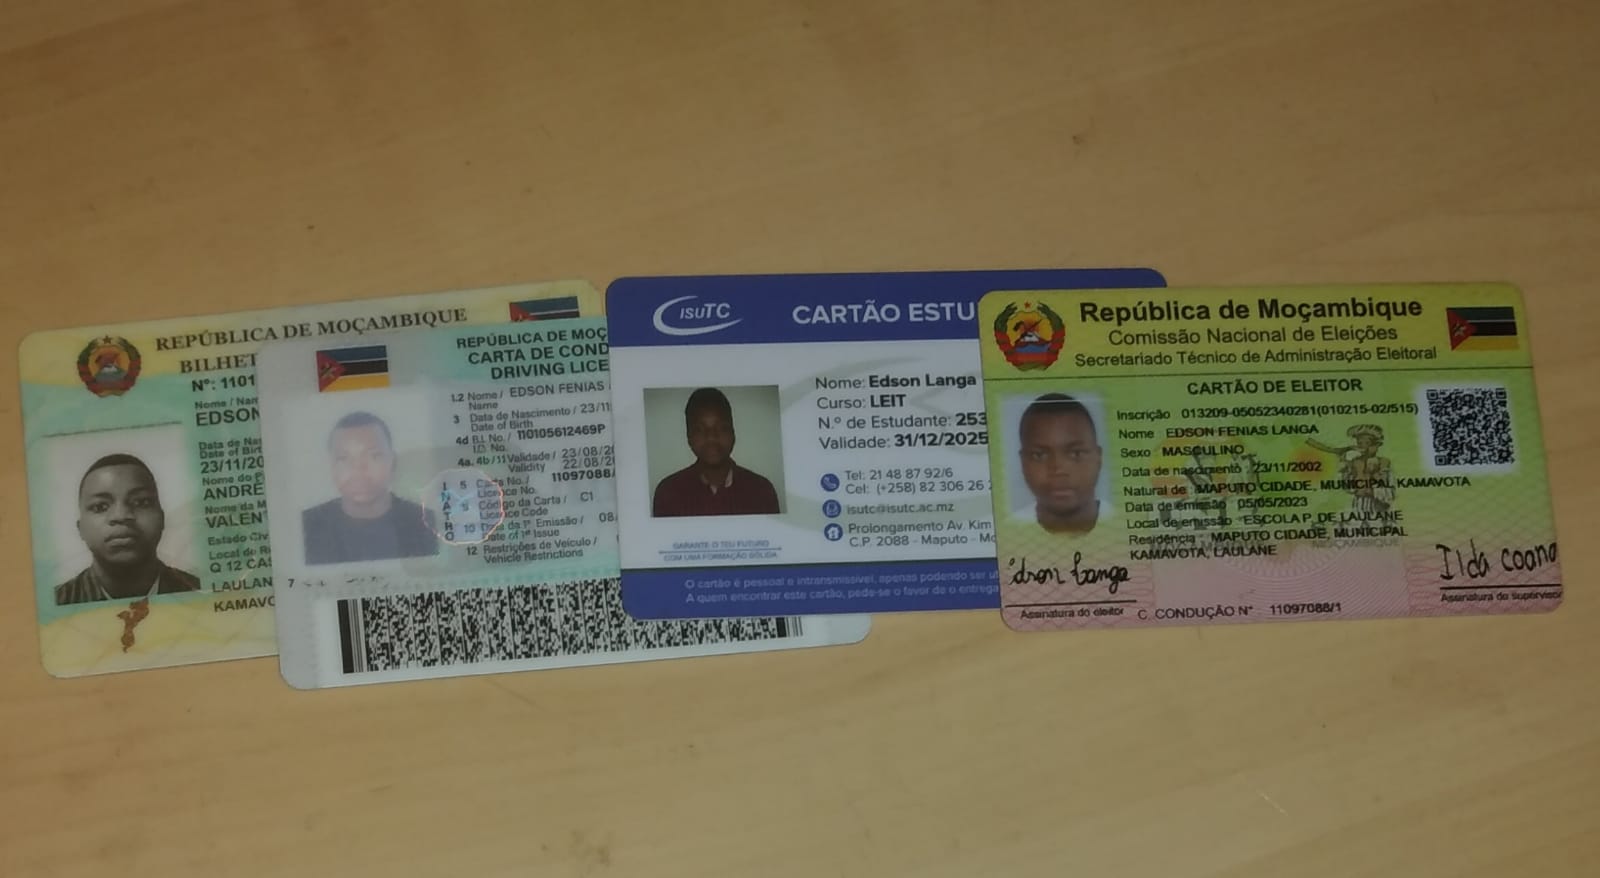 REPÚBLICA DE MOÇAMBIQUE
BILHET
Nº: 1101
Nome / Nam
EDSON
Data de Nas
Date of Birt
23/11/20
Nome do P
ANDRÉ
Nome da M
VALENT
Estado Civ
Local de R
Q 12 CAS
LAULAN
KAMAVO
REPÚBLICA DE MOÇ
CARTA DE COND
DRIVING LICE
1.2 Nome / EDSON FENIAS
Name
3 Data de Nascimento / 23/11
Date of Birth
4d B.I. No. / 110105612469P
I.D. No.
4a. 4b / 11 Validade / 23/08/20
Validity 22/08/2
5 Carta No. / 11097088/
Licence No.
9 Código da Carta / C1
Licence Code
10 Data da 1ª Emissão / 08
Date of 1st Issue
12 Restrições de Veículo /
Vehicle Restrictions
7
INATRO
ISUTC
CARTÃO ESTU
Nome: Edson Langa
Curso: LEIT
N.º de Estudante: 253
Validade: 31/12/2025
Tel: 21 48 87 92/6
Cel: (+258) 82 306 26
isutc@isutc.ac.mz
Prolongamento Av. Kim
C.P. 2088 - Maputo - Mo
GARANTE O TEU FUTURO
COM UMA FORMAÇÃO SÓLIDA
O cartão é pessoal e intransmissível, apenas podendo ser ut
A quem encontrar este cartão, pede-se o favor de o entrega
República de Moçambique
Comissão Nacional de Eleições
Secretariado Técnico de Administração Eleitoral
CARTÃO DE ELEITOR
Inscrição 013209-05052340281(010215-02/515)
Nome EDSON FENIAS LANGA
Sexo MASCULINO
Data de nascimento 23/11/2002
Natural de MAPUTO CIDADE, MUNICIPAL KAMAVOTA
Data de emissão 05/05/2023
Local de emissão ESCOLA P. DE LAULANE
Residência MAPUTO CIDADE, MUNICIPAL
KAMAVOTA, LAULANE
Edson Langa
Ilda Coana
Assinatura do eleitor
Assinatura do supervisor
C. CONDUÇÃO Nº 11097088/1